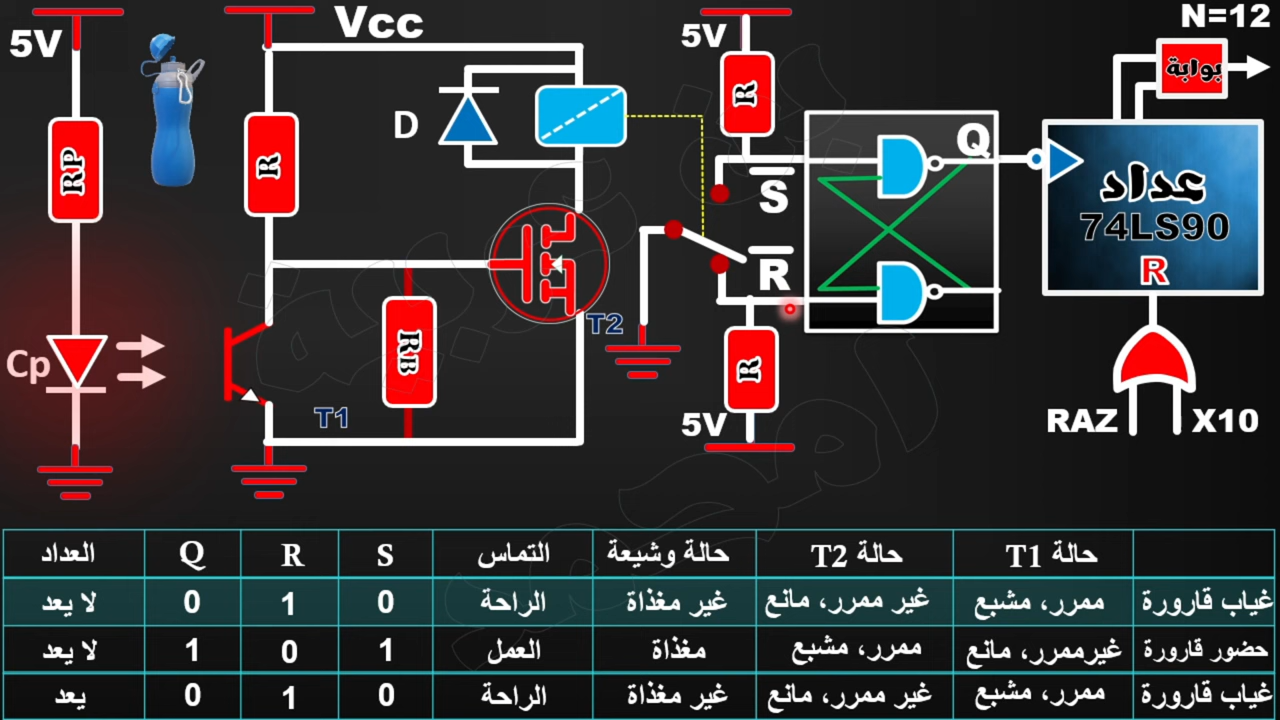 5V
Vcc
5V
N=12
بوابة
RP
R
D
R
Q
S
R
عداد
74LS90
R
Cp
T1
RB
T2
R
5V
RAZ
X10
حالة T1
حالة T2
حالة وشيعة
التماس
S
R
Q
العداد
غياب قارورة
ممرر، مشبع
غير ممرر، مانع
غير مغذاة
الراحة
0
1
0
لا يعد
حضور قارورة
غيرممرر، مانع
ممرر، مشبع
مغذاة
العمل
1
0
1
لا يعد
غياب قارورة
ممرر، مشبع
غير ممرر، مانع
غير مغذاة
الراحة
0
1
0
يعد